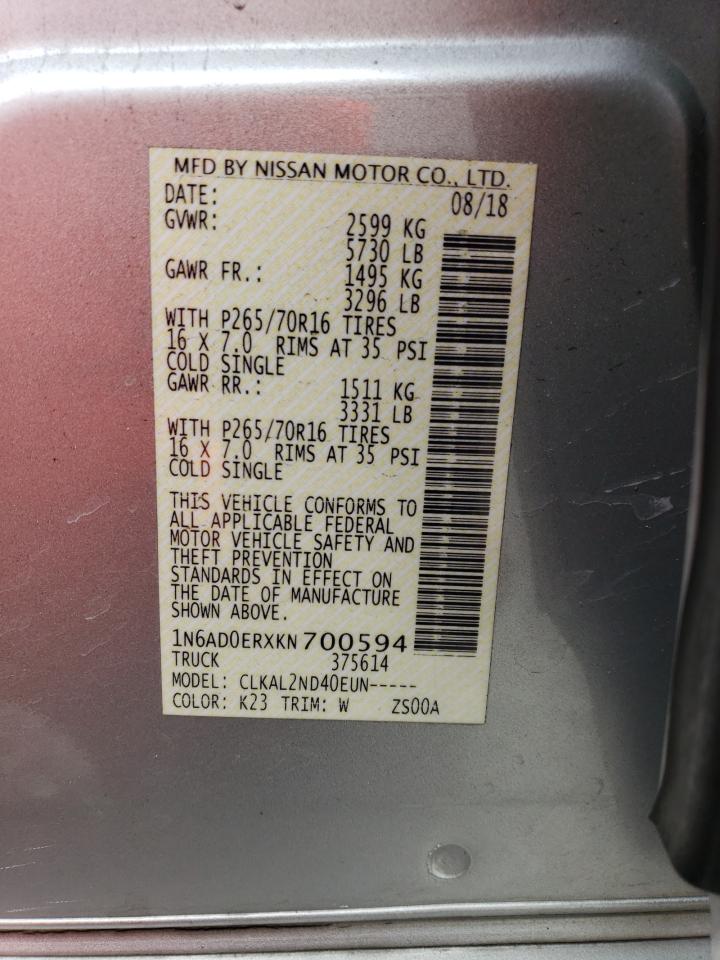 MFD BY NISSAN MOTOR CO., LTD.
DATE: 08/18
GVWR: 2599 KG
5730 LB
GAWR FR.: 1495 KG
3296 LB
WITH P265/70R16 TIRES
16 X 7.0 RIMS AT 35 PSI
COLD SINGLE
GAWR RR.: 1511 KG
3331 LB
WITH P265/70R16 TIRES
16 X 7.0 RIMS AT 35 PSI
COLD SINGLE
THIS VEHICLE CONFORMS TO
ALL APPLICABLE FEDERAL
MOTOR VEHICLE SAFETY AND
THEFT PREVENTION
STANDARDS IN EFFECT ON
THE DATE OF MANUFACTURE
SHOWN ABOVE.
1N6AD0ERXKN700594
TRUCK 375614
MODEL: CLKAL2ND40EUN-----
COLOR: K23 TRIM: W ZS00A